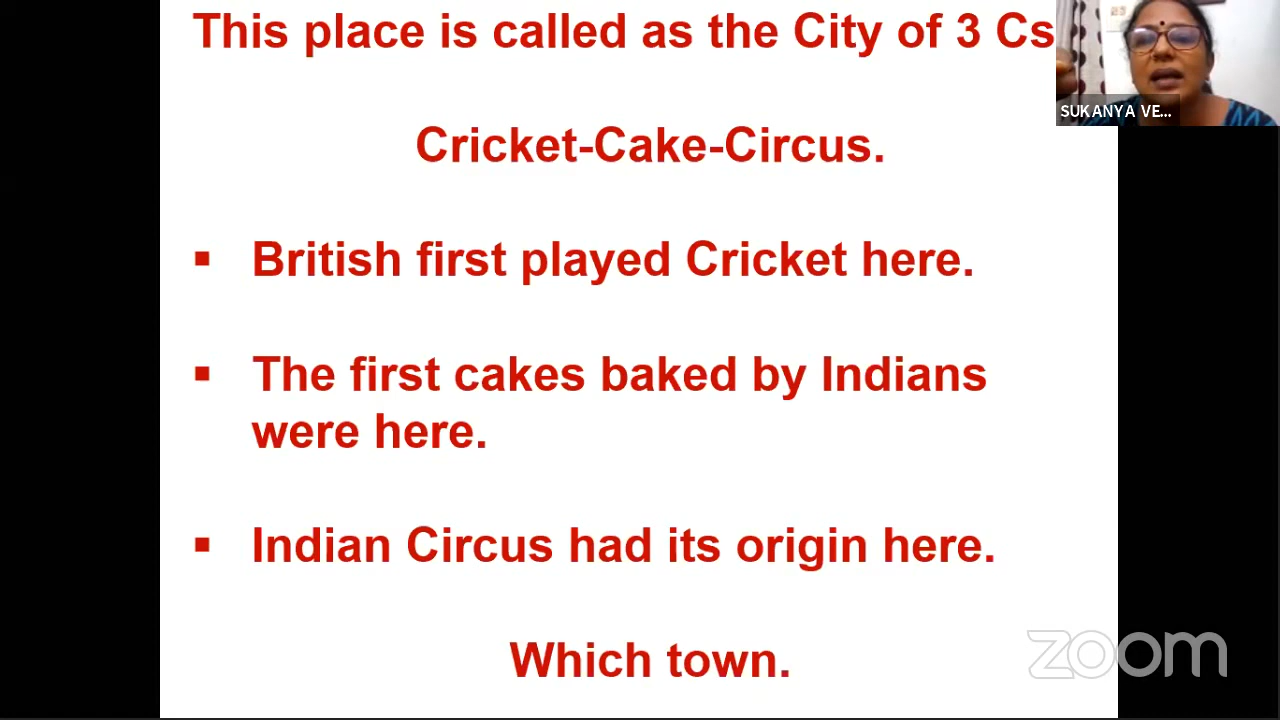 This place is called as the City of 3 Cs
SUKANYA VE...
Cricket-Cake-Circus.
▪ British first played Cricket here.
▪ The first cakes baked by Indians
were here.
▪ Indian Circus had its origin here.
Which town.
zoom